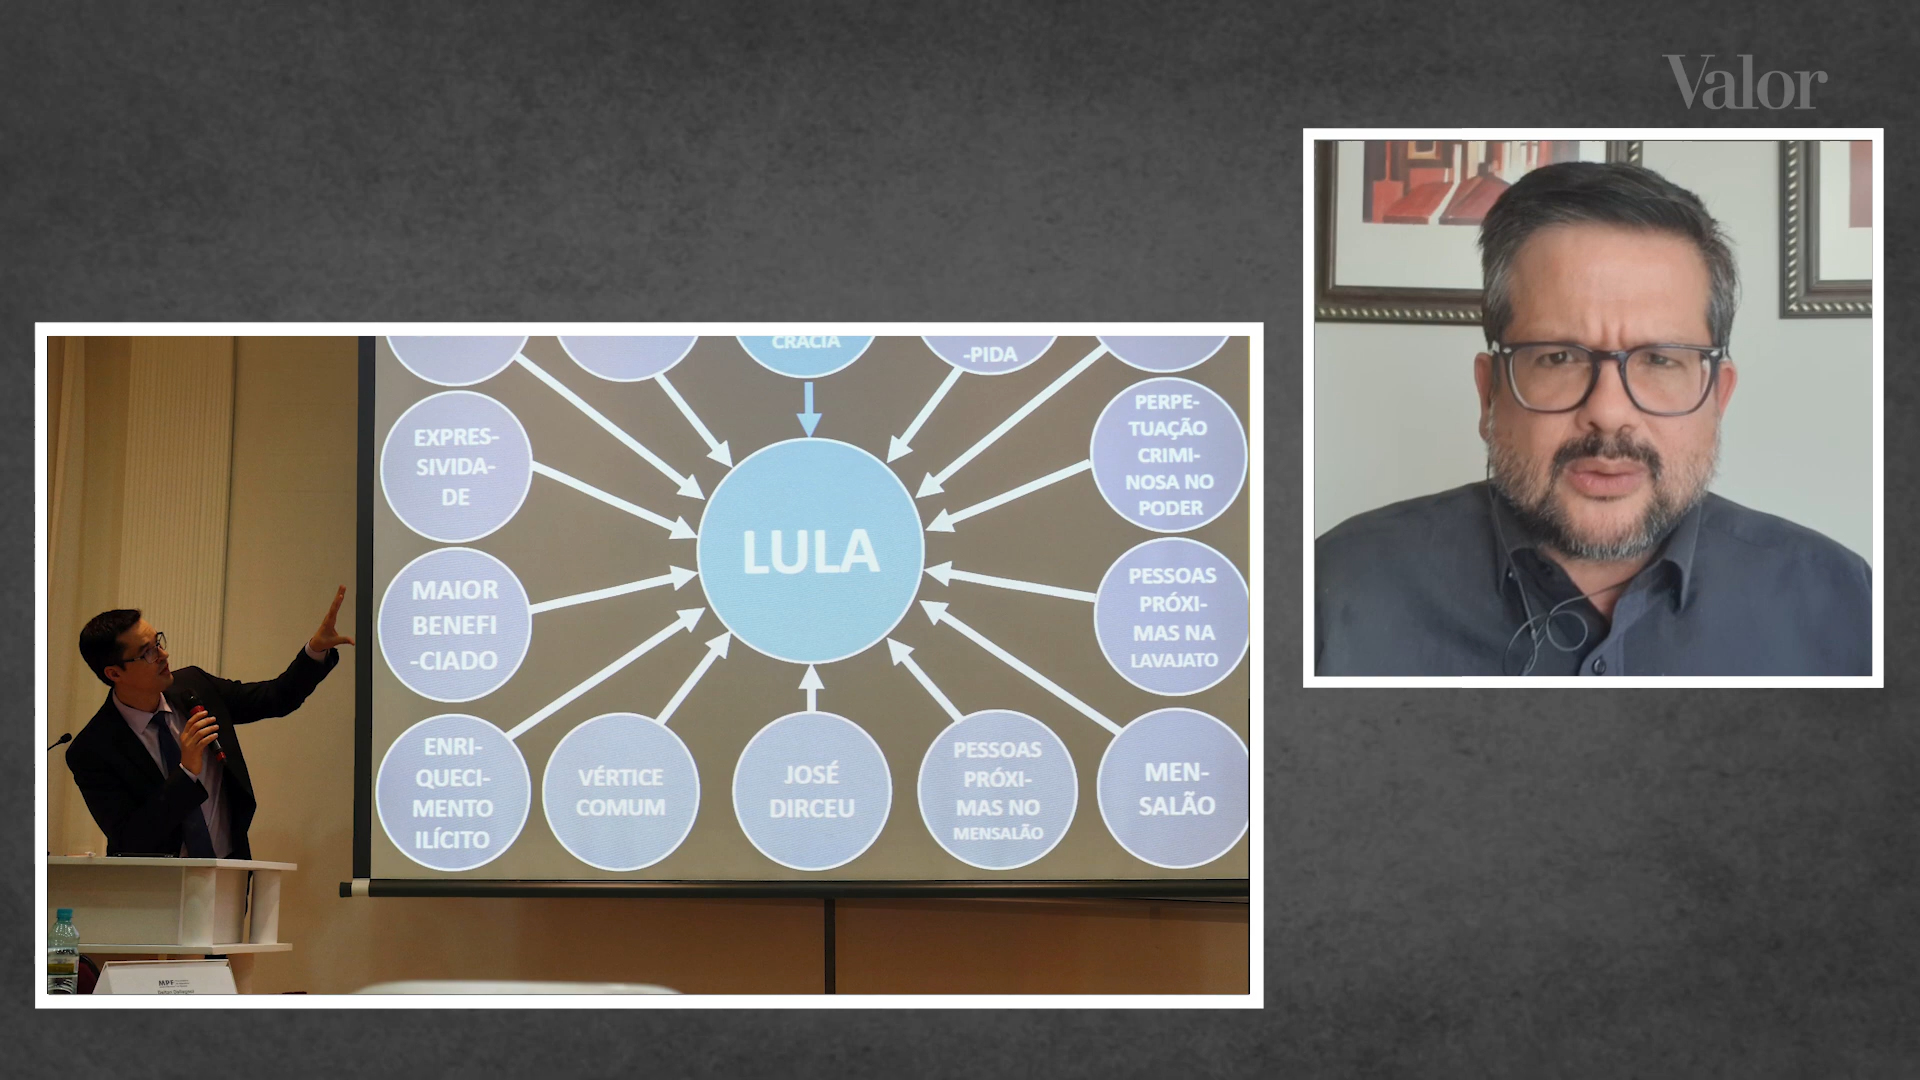 Valor
CRACIA
-PIDA
EXPRES-
SIVIDA-
DE
PERPE-
TUAÇÃO
CRIMI-
NOSA NO
PODER
LULA
MAIOR
BENEFI
-CIADO
PESSOAS
PRÓXI-
MAS NA
LAVAJATO
ENRI-
QUECI-
MENTO
ILÍCITO
VÉRTICE
COMUM
JOSÉ
DIRCEU
PESSOAS
PRÓXI-
MAS NO
MENSALÃO
MEN-
SALÃO
MPF